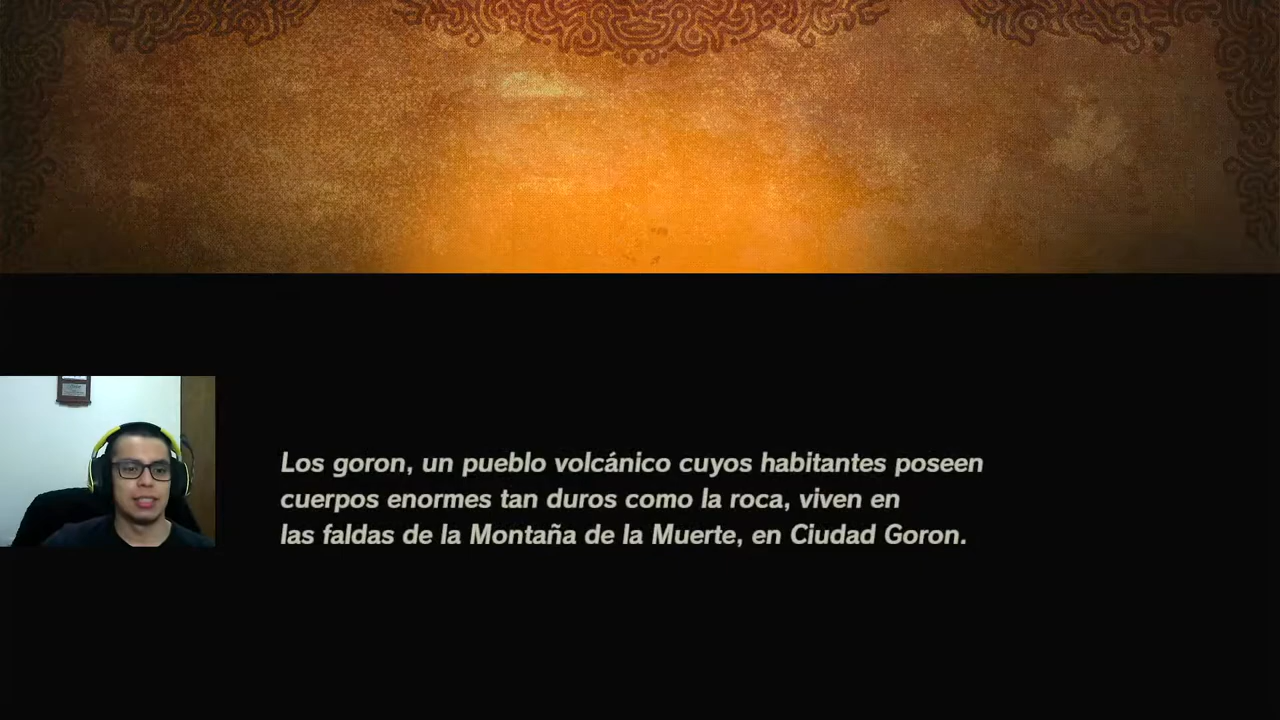 Los goron, un pueblo volcánico cuyos habitantes poseen
cuerpos enormes tan duros como la roca, viven en
las faldas de la Montaña de la Muerte, en Ciudad Goron.